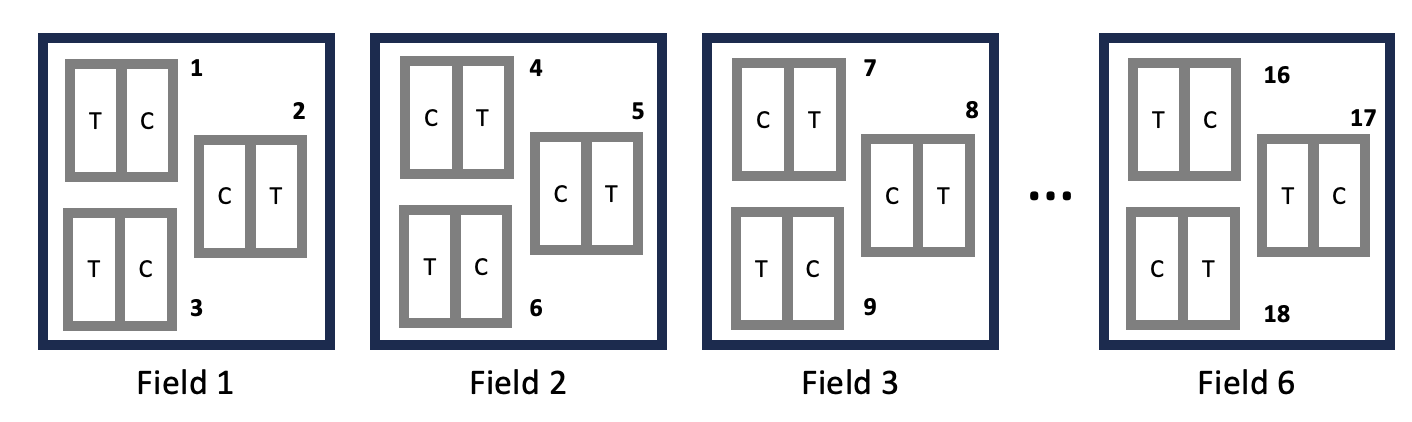 1
T C
2
C T
T C
3
Field 1
4
C T
5
C T
T C
6
Field 2
7
C T
8
C T
T C
9
Field 3
...
16
T C
17
T C
C T
18
Field 6